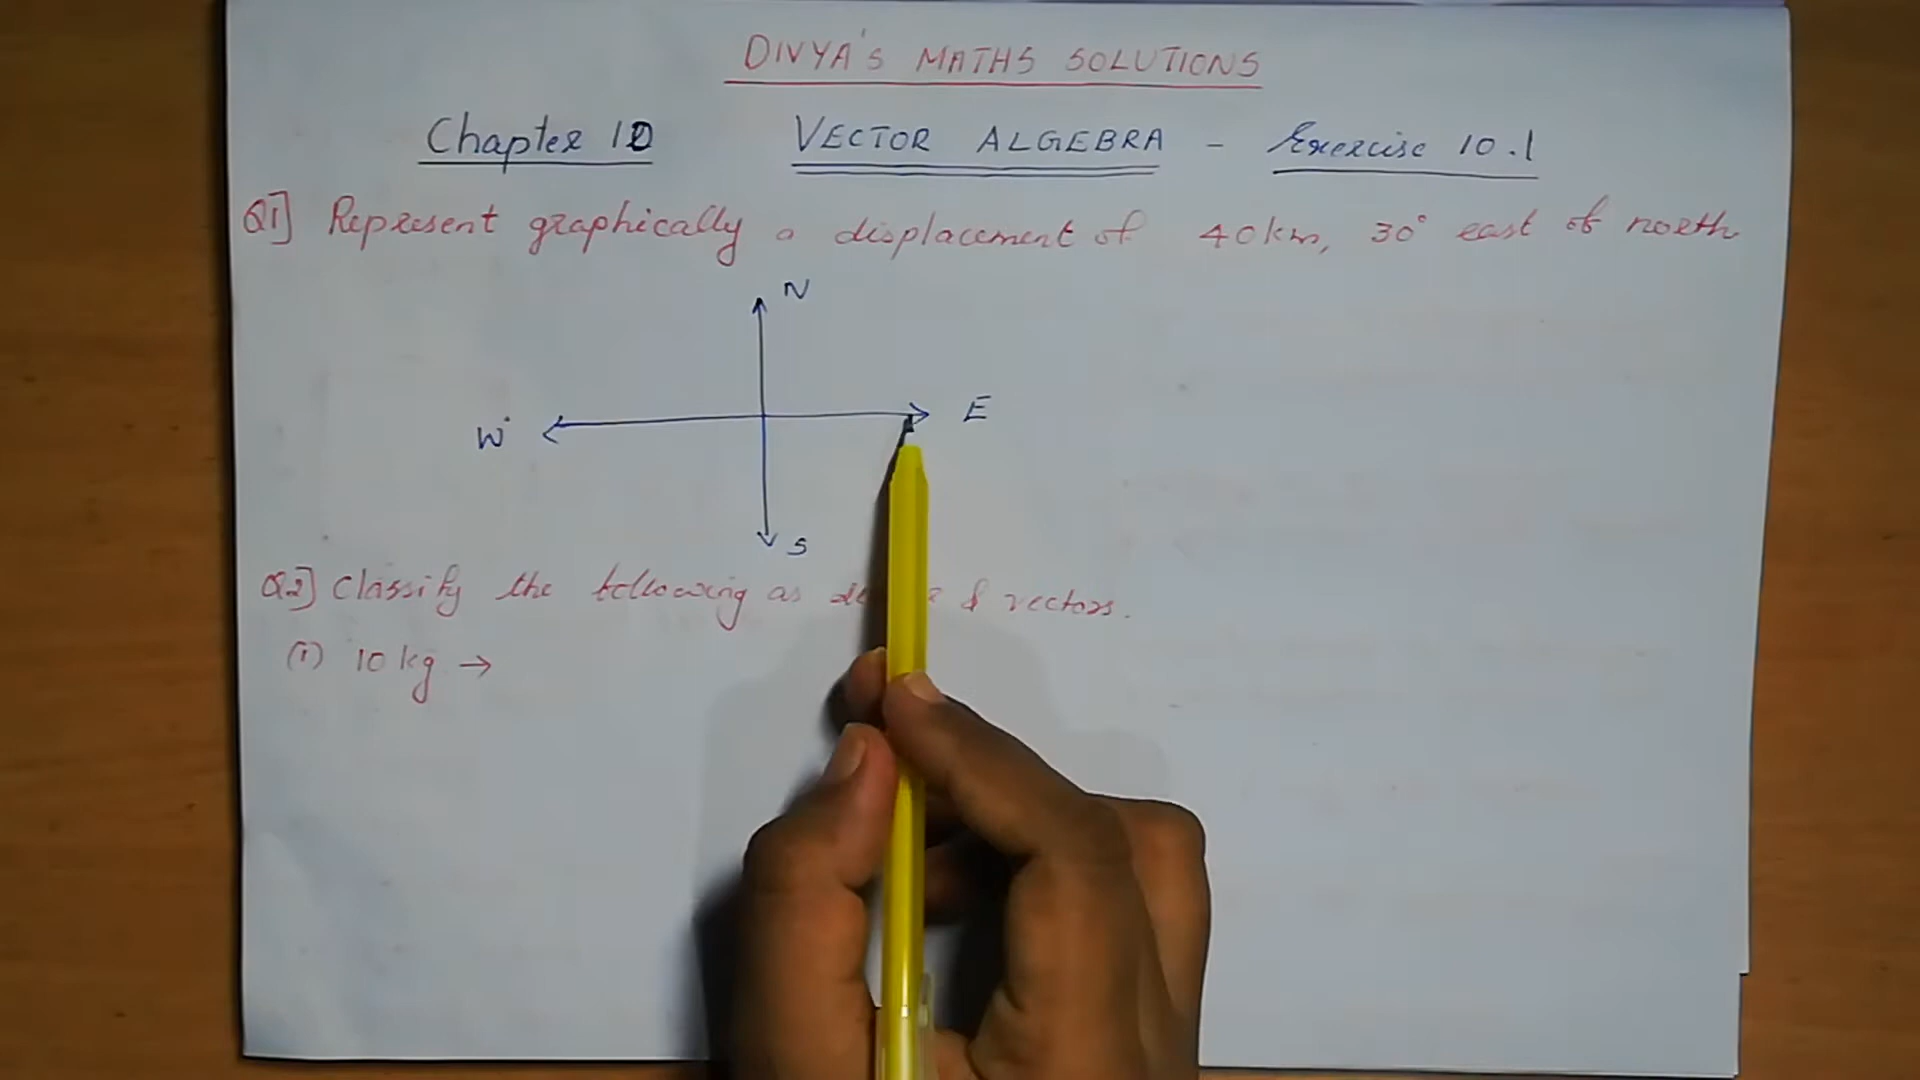 DIVYA'S MATHS SOLUTIONS
Chapter 10 VECTOR ALGEBRA - Exercise 10.1
Q1] Represent graphically a displacement of 40km, 30° east of north
N
W E
S
Q2] Classify the following as & vectors.
(i) 10 kg →